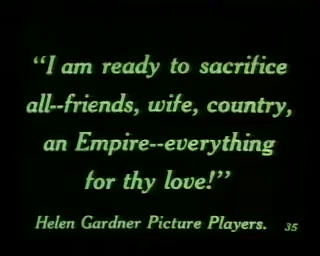 “I am ready to sacrifice
all--friends, wife, country,
an Empire--everything
for thy love!”
Helen Gardner Picture Players. 35